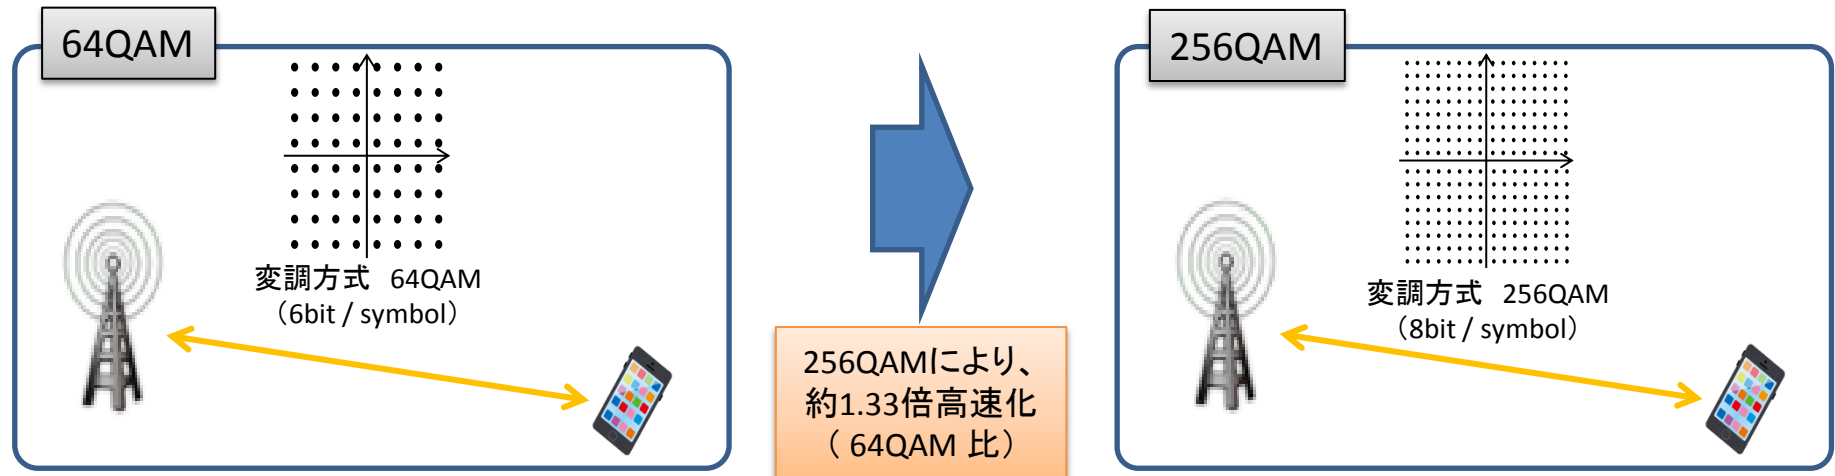 64QAM
変調方式　64QAM
（6bit / symbol）
256QAMにより、
約1.33倍高速化
（ 64QAM 比）
256QAM
変調方式　256QAM
（8bit / symbol）